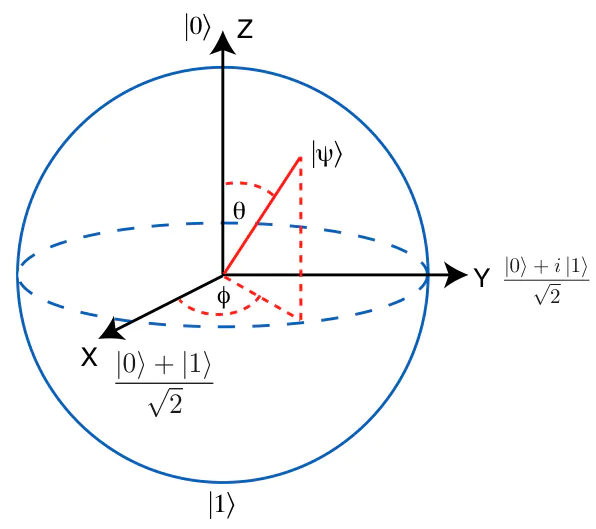 |0⟩ Z
|ψ⟩
θ
Y (|0⟩ + i |1⟩)/√2
ϕ
X
(|0⟩ + |1⟩)/√2
|1⟩